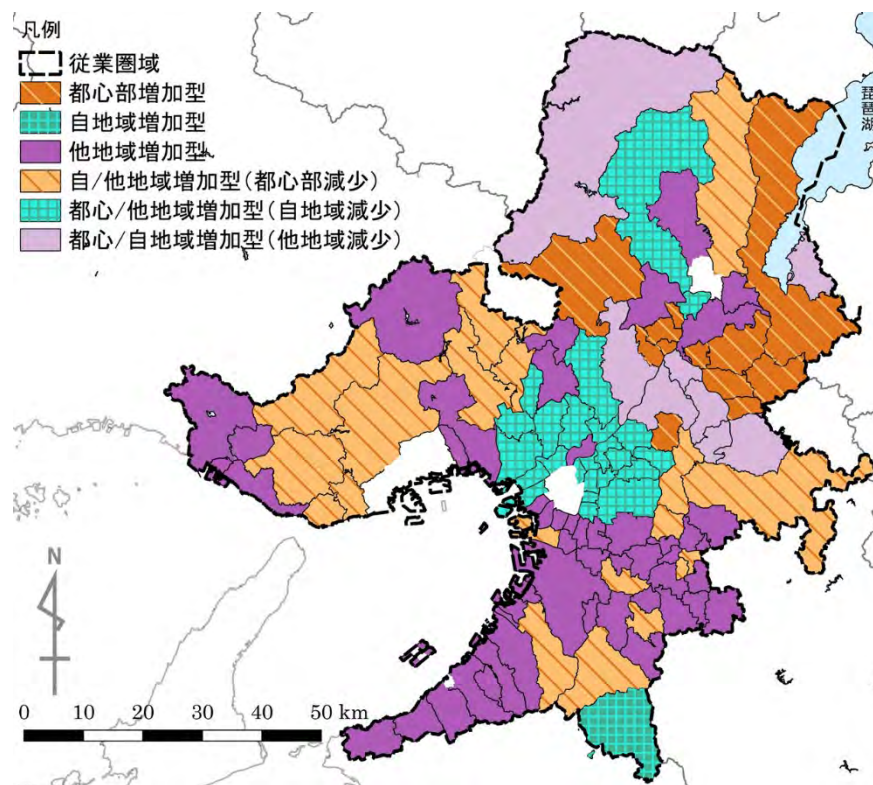 凡例
従業圏域
都心部増加型
自地域増加型
他地域増加型
自/他地域増加型(都心部減少)
都心/他地域増加型(自地域減少)
都心/自地域増加型(他地域減少)
琵琶湖
N
0 10 20 30 40 50 km